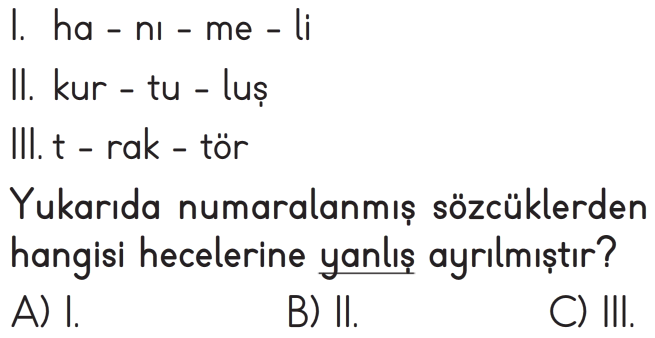 I. ha - nı - me - li
II. kur - tu - luş
III. t - rak - tör
Yukarıda numaralanmış sözcüklerden
hangisi hecelerine yanlış ayrılmıştır?
A) I. B) II. C) III.